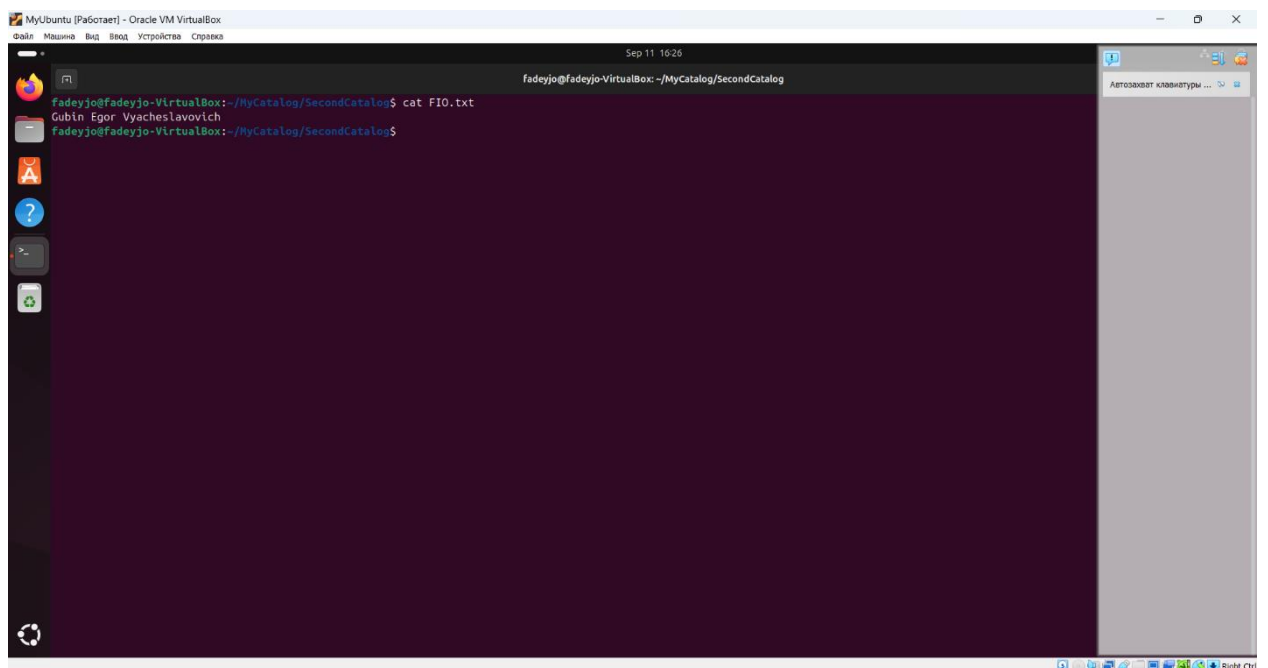 MyUbuntu [Работает] - Oracle VM VirtualBox
Файл Машина Вид Ввод Устройства Справка
Sep 11 16:26
fadeyjo@fadeyjo-VirtualBox: ~/MyCatalog/SecondCatalog
Автозахват клавиатуры ...
fadeyjo@fadeyjo-VirtualBox:~/MyCatalog/SecondCatalog$ cat FIO.txt
Gubin Egor Vyacheslavovich
fadeyjo@fadeyjo-VirtualBox:~/MyCatalog/SecondCatalog$
Right Ctrl